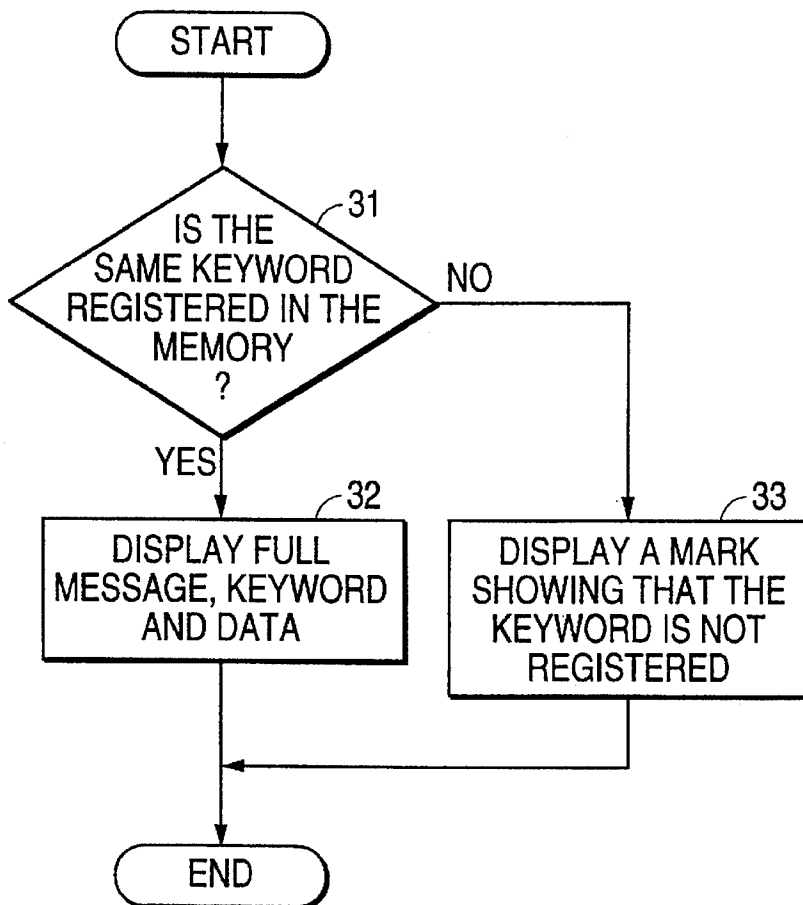 START
31
IS THE
SAME KEYWORD
REGISTERED IN THE
MEMORY
?
NO
YES
32
DISPLAY FULL
MESSAGE, KEYWORD
AND DATA
33
DISPLAY A MARK
SHOWING THAT THE
KEYWORD IS NOT
REGISTERED
END